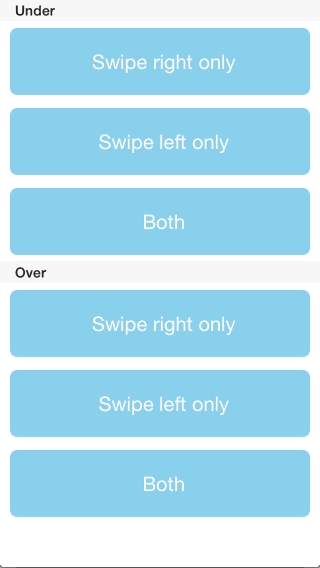 Under
Swipe right only
Swipe left only
Both
Over
Swipe right only
Swipe left only
Both